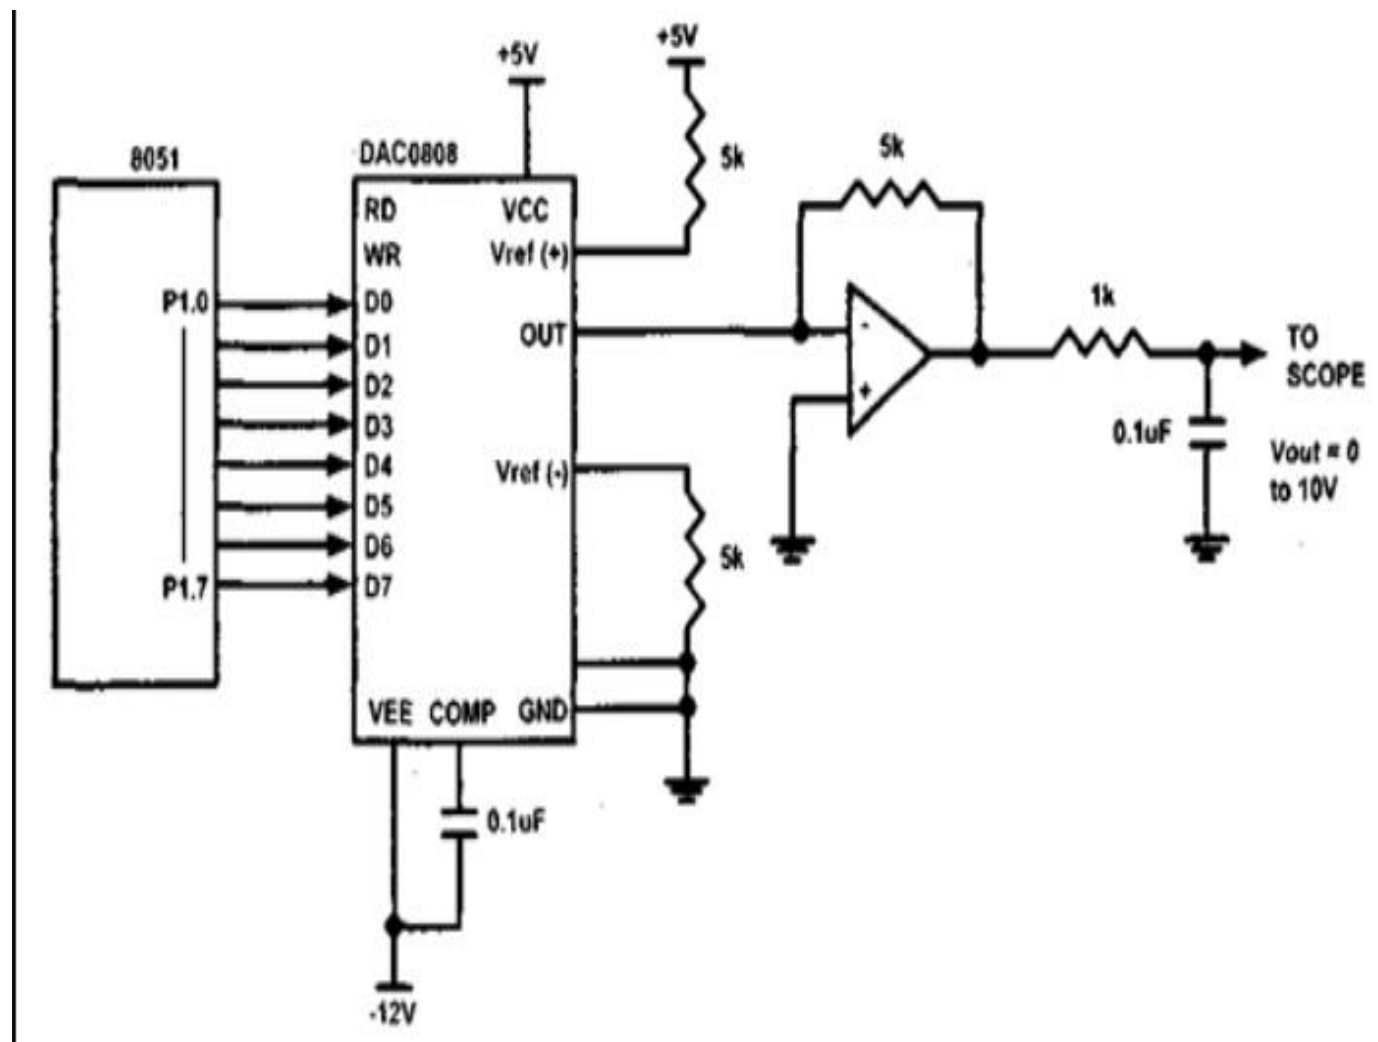 +5V
+5V
8051
DAC0808
5k
5k
RD
VCC
WR
Vref (+)
P1.0
D0
1k
OUT
D1
TO
SCOPE
D2
D3
0.1uF
Vout = 0
to 10V
D4
Vref (-)
D5
D6
5k
P1.7
D7
VEE
COMP
GND
0.1uF
-12V
-
+